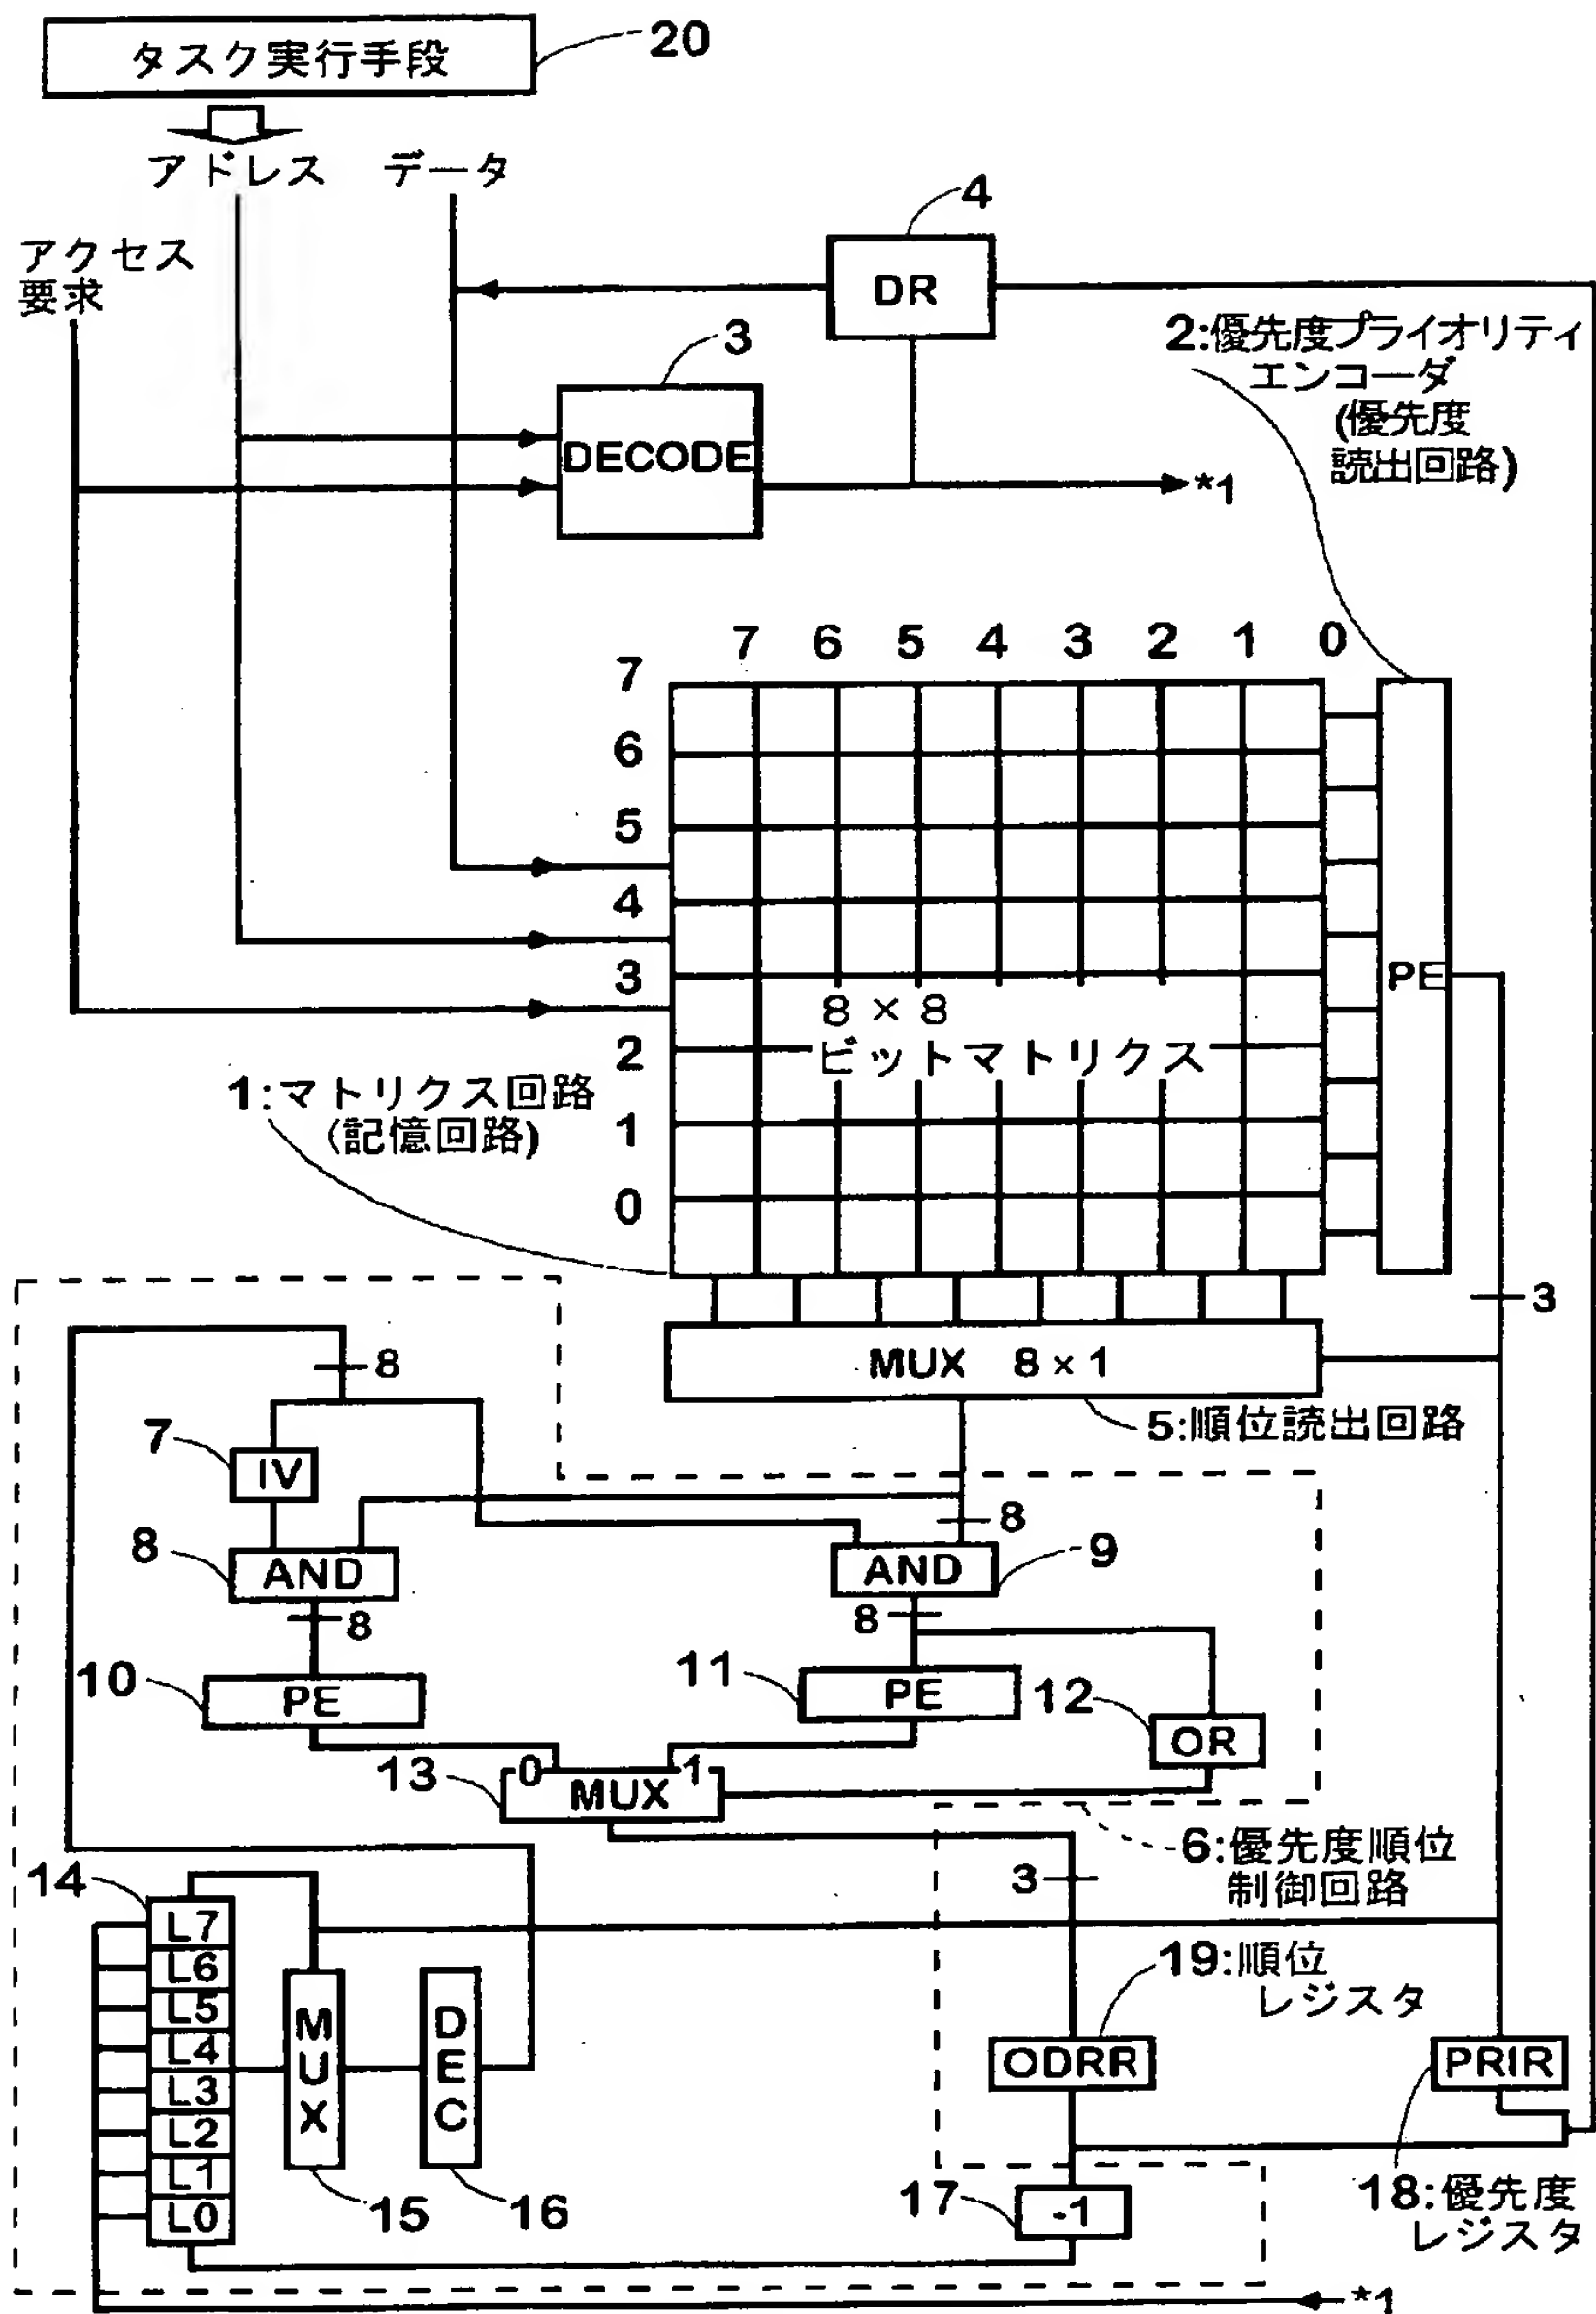 タスク実行手段
20
アドレス
データ
アクセス
要求
4
DR
3
DECODE
*1
2:優先度プライオリティ
エンコーダ
(優先度
読出回路)
7 6 5 4 3 2 1 0
7
6
5
4
3
2
1
0
8×8
ビットマトリクス
PE
1:マトリクス回路
(記憶回路)
3
MUX 8×1
5:順位読出回路
8
7
IV
8
8
AND
AND
9
8
8
10
PE
11
PE
12
OR
13
0
1
MUX
6:優先度順位
制御回路
3
14
L7
L6
L5
L4
L3
L2
L1
L0
MUX
15
DEC
16
19:順位
レジスタ
ODRR
PRIR
17
-1
18:優先度
レジスタ
*1